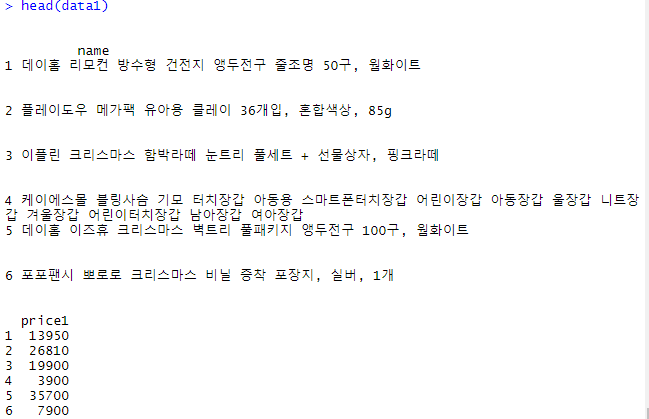 > head(data1)
name
1 데이홈 리모컨 방수형 건전지 앵두전구 줄조명 50구, 웜화이트
2 플레이도우 메가팩 유아용 클레이 36개입, 혼합색상, 85g
3 이플린 크리스마스 함박라떼 눈트리 풀세트 + 선물상자, 핑크라떼
4 케이에스몰 블링사슴 기모 터치장갑 아동용 스마트폰터치장갑 어린이장갑 아동장갑 울장갑 니트장
갑 겨울장갑 어린이터치장갑 남아장갑 여아장갑
5 데이홈 이즈휴 크리스마스 벽트리 풀패키지 앵두전구 100구, 웜화이트
6 포포팬시 뽀로로 크리스마스 비닐 증착 포장지, 실버, 1개
price1
1 13950
2 26810
3 19900
4 3900
5 35700
6 7900